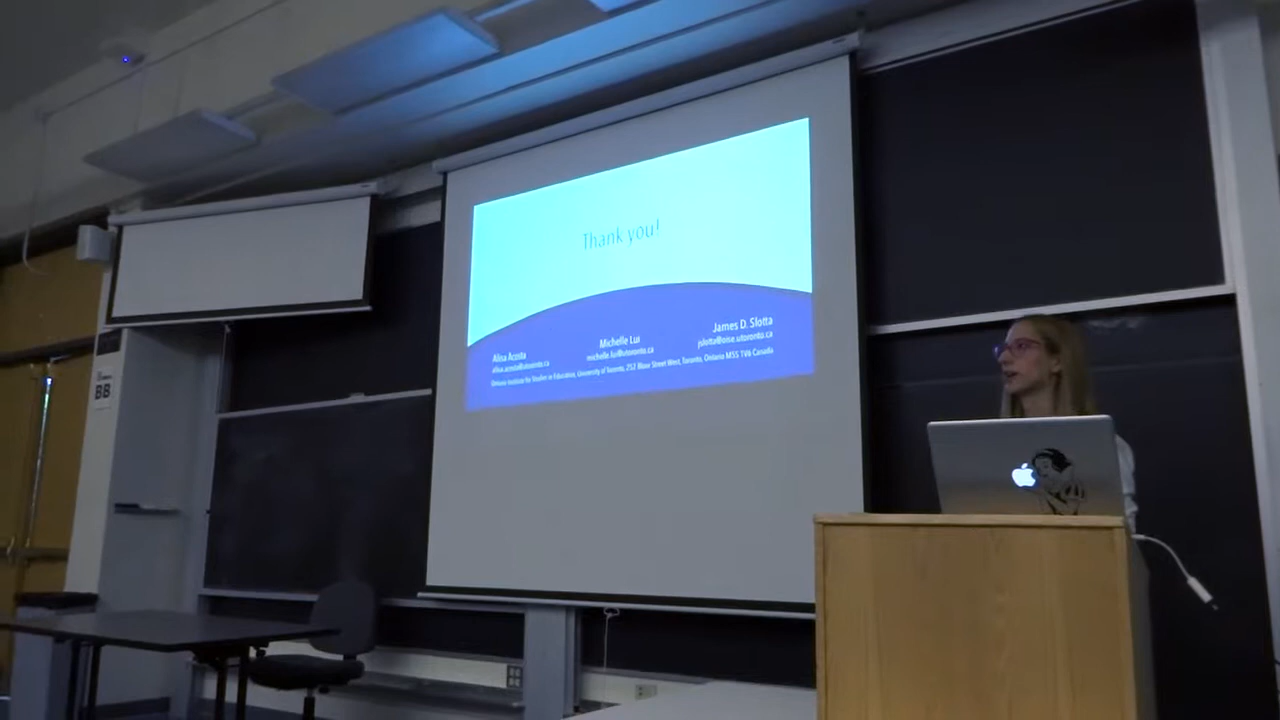 Thank you!
Alisa Acosta
alisa.acosta@utoronto.ca
Michelle Lui
michelle.lui@utoronto.ca
James D. Slotta
jslotta@oise.utoronto.ca
Ontario Institute for Studies in Education, University of Toronto, 252 Bloor Street West, Toronto, Ontario M5S 1V6 Canada
BB